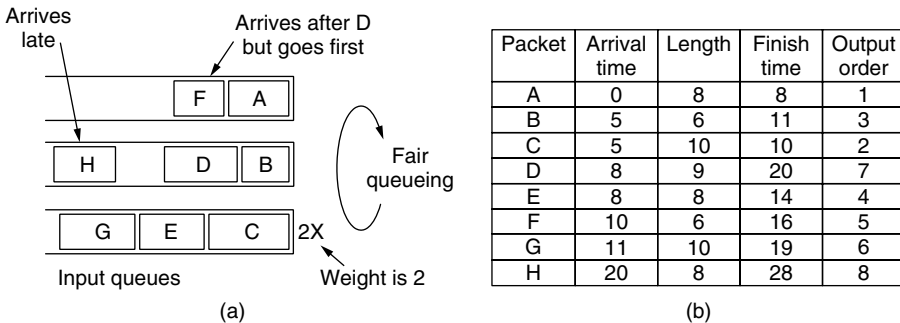 Arrives
late
Arrives after D
but goes first
F A
H D B
G E C
2X
Fair
queueing
Input queues
Weight is 2
(a)
Packet Arrival time Length Finish time Output order
A 0 8 8 1
B 5 6 11 3
C 5 10 10 2
D 8 9 20 7
E 8 8 14 4
F 10 6 16 5
G 11 10 19 6
H 20 8 28 8
(b)